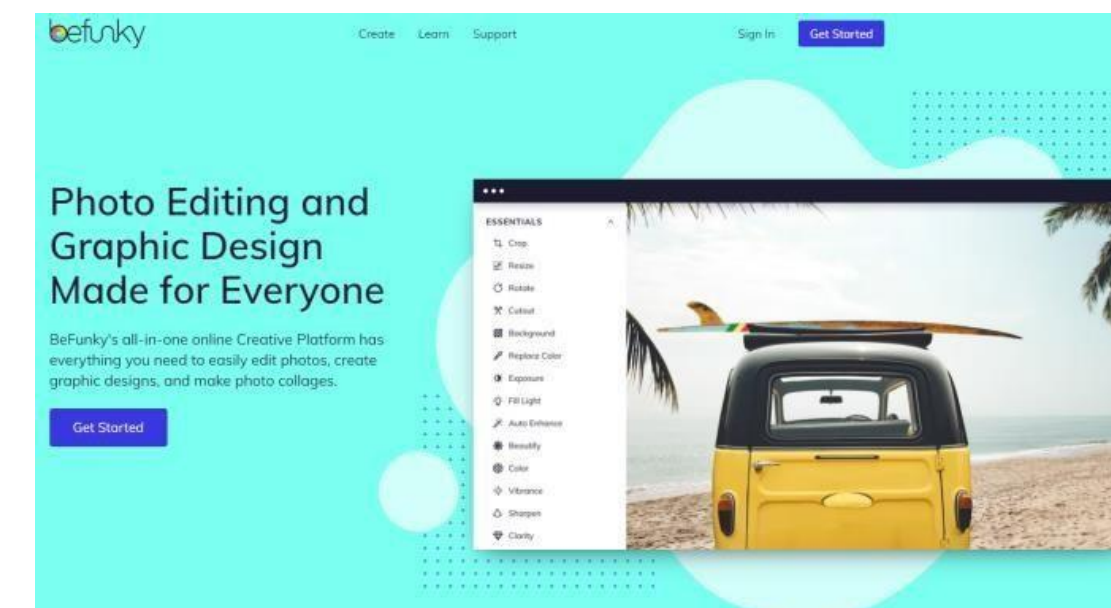 befunky
Create Learn Support
Sign In Get Started
Photo Editing and
Graphic Design
Made for Everyone
BeFunky's all-in-one online Creative Platform has
everything you need to easily edit photos, create
graphic designs, and make photo collages.
Get Started
ESSENTIALS
Crop
Resize
Rotate
Cutout
Background
Replace Color
Exposure
Fill Light
Auto Enhance
Beautify
Color
Vibrance
Sharpen
Clarity